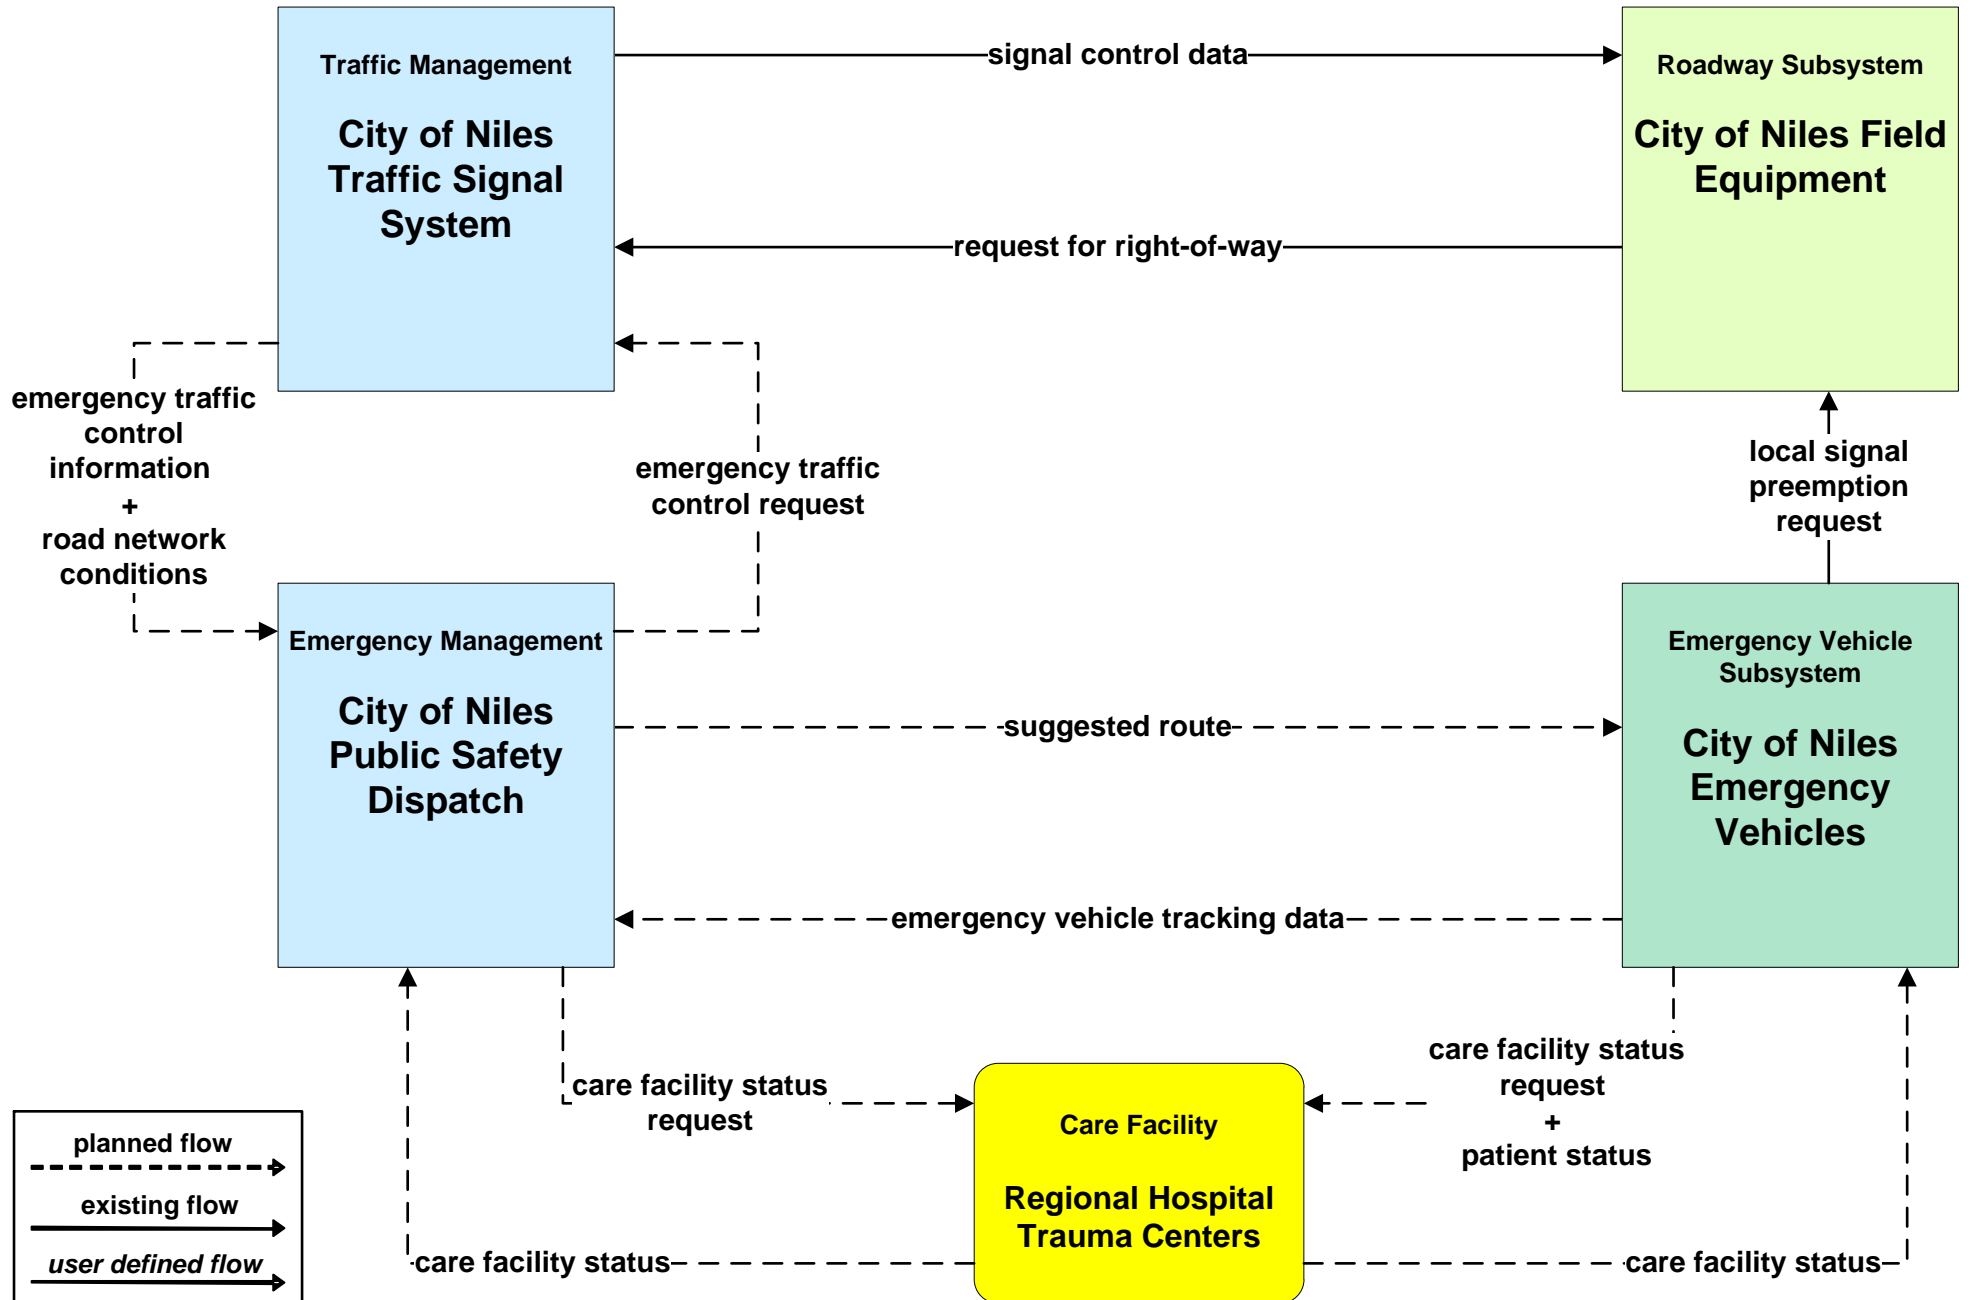 Traffic Management
City of Niles
Traffic Signal
System
signal control data
request for right-of-way
Roadway Subsystem
City of Niles Field
Equipment
emergency traffic
control
information
+
road network
conditions
emergency traffic
control request
local signal
preemption
request
Emergency Management
City of Niles
Public Safety
Dispatch
suggested route
emergency vehicle tracking data
Emergency Vehicle
Subsystem
City of Niles
Emergency
Vehicles
care facility status
request
care facility status
request
+
patient status
Care Facility
Regional Hospital
Trauma Centers
care facility status
care facility status
planned flow
existing flow
user defined flow